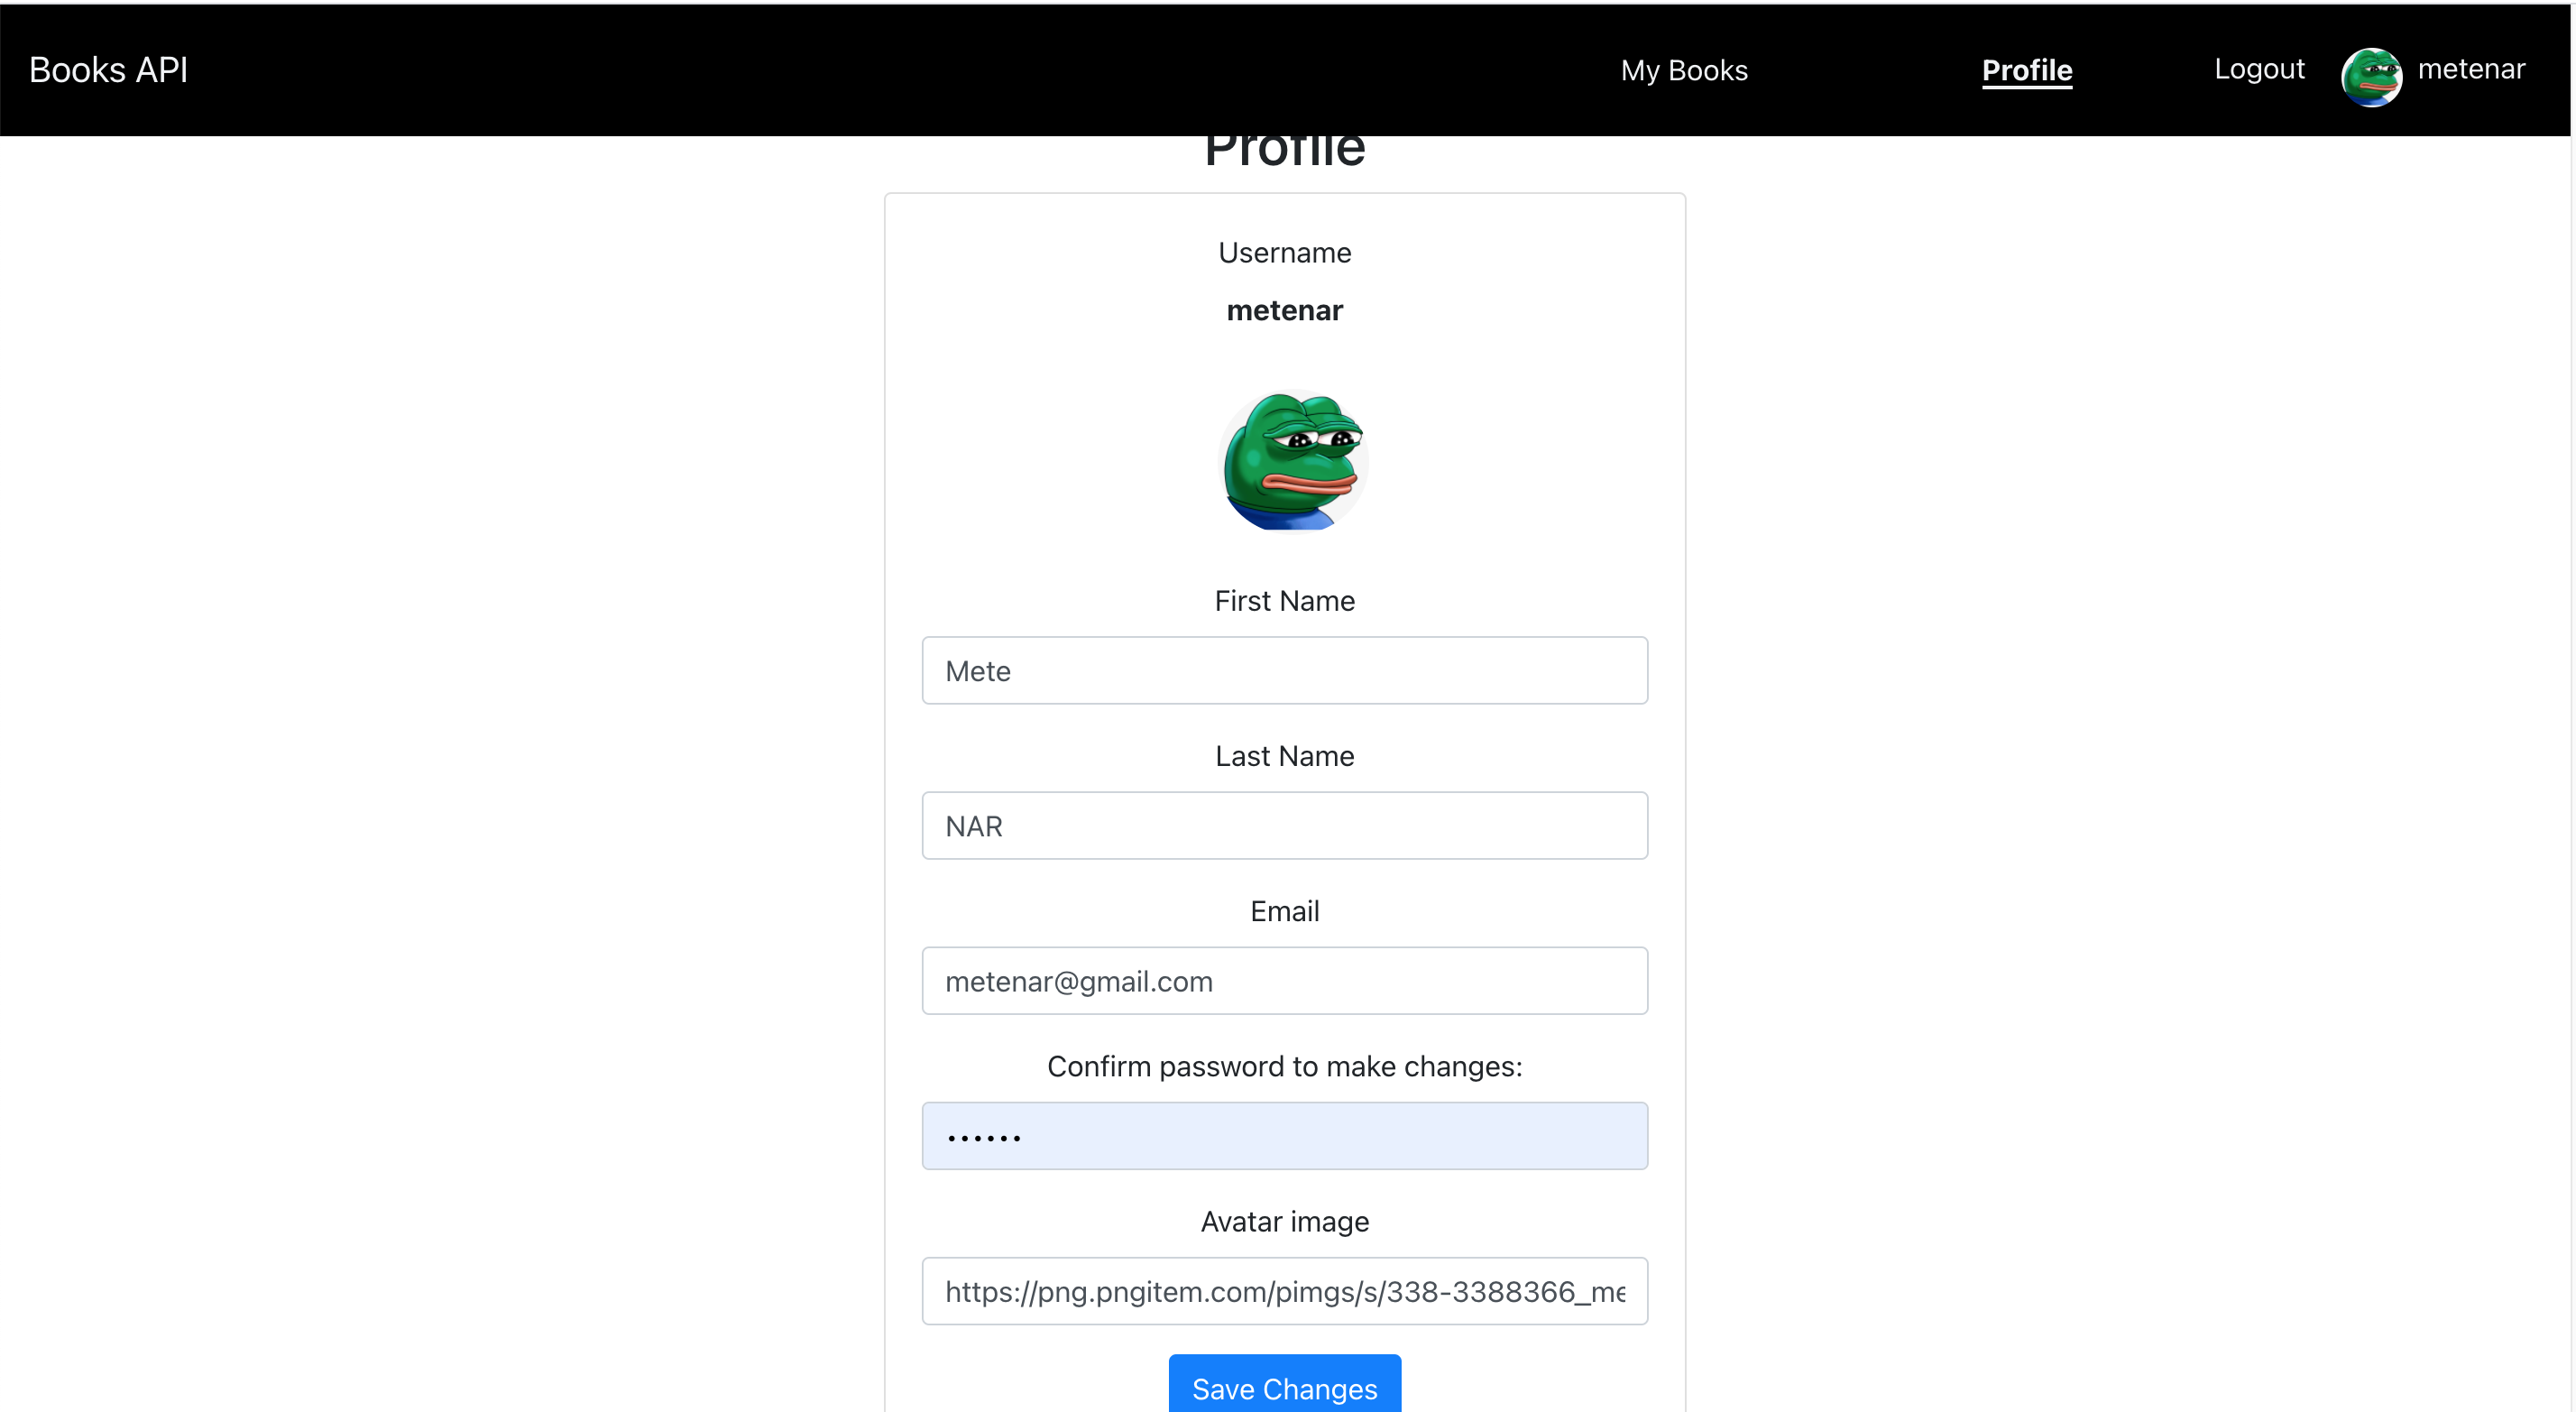 Books API
My Books
Profile
Logout
metenar
Profile
Username
metenar
First Name
Mete
Last Name
NAR
Email
metenar@gmail.com
Confirm password to make changes:
••••••
Avatar image
https://png.pngitem.com/pimgs/s/338-3388366_me
Save Changes